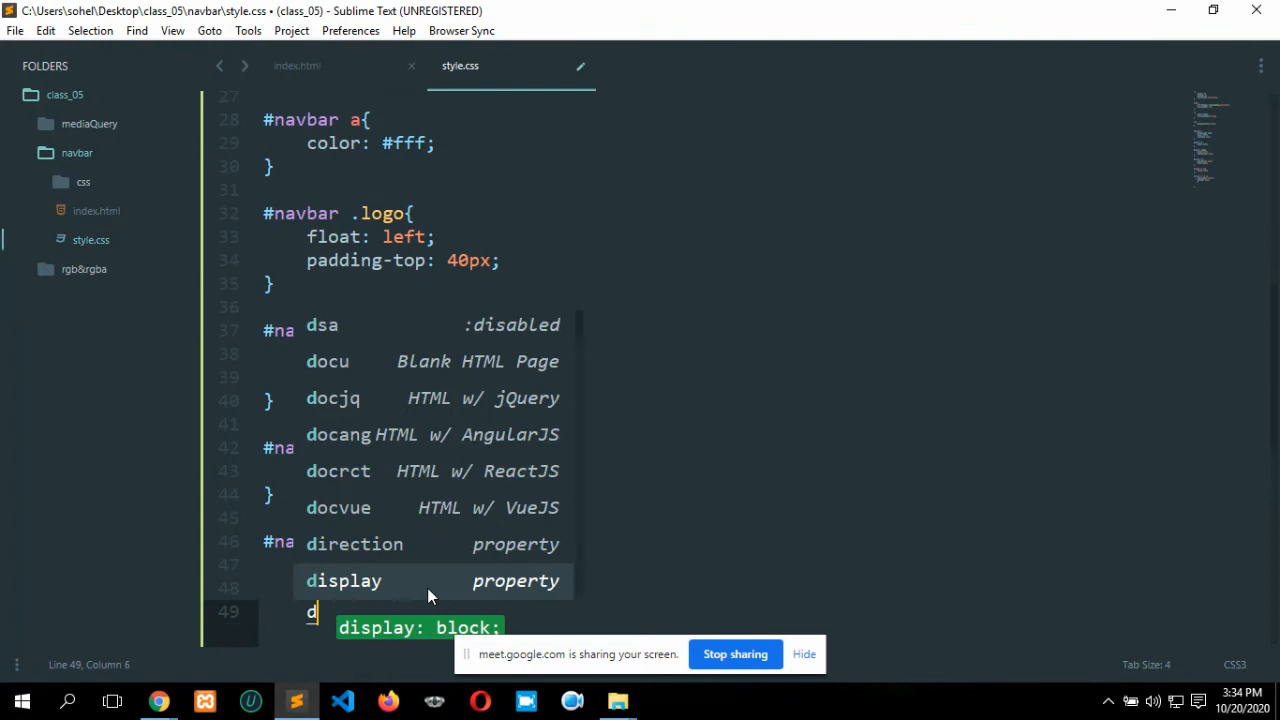 C:\Users\sohel\Desktop\class_05\navbar\style.css • (class_05) - Sublime Text (UNREGISTERED)
File Edit Selection Find View Goto Tools Project Preferences Help Browser Sync
FOLDERS
class_05
mediaQuery
navbar
css
index.html
style.css
rgb&rgba
index.html
style.css
27
28 #navbar a{
29 color: #fff;
30 }
31
32 #navbar .logo{
33 float: left;
34 padding-top: 40px;
35 }
36
37 #na
38
39
40 }
41
42 #na
43
44 }
45
46 #na
47
48
49 d
dsa :disabled
docu Blank HTML Page
docjq HTML w/ jQuery
docang HTML w/ AngularJS
docrct HTML w/ ReactJS
docvue HTML w/ VueJS
direction property
display property
display: block;
meet.google.com is sharing your screen. Stop sharing Hide
Line 49, Column 6
Tab Size: 4 CSS3
3:34 PM
10/20/2020